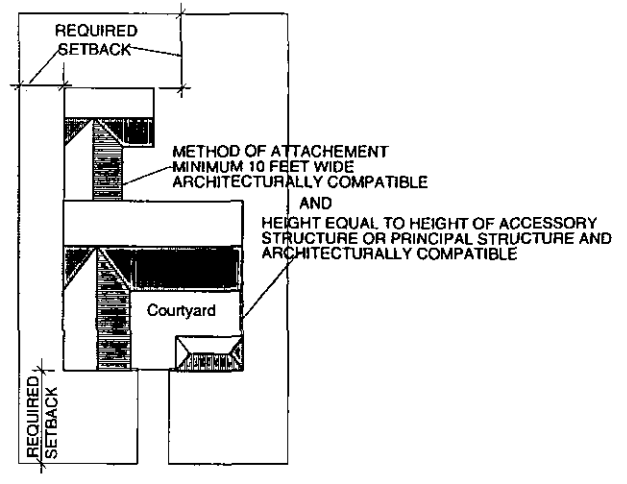 REQUIRED
SETBACK
METHOD OF ATTACHEMENT
MINIMUM 10 FEET WIDE
ARCHITECTURALLY COMPATIBLE
AND
HEIGHT EQUAL TO HEIGHT OF ACCESSORY
STRUCTURE OR PRINCIPAL STRUCTURE AND
ARCHITECTURALLY COMPATIBLE
Courtyard
REQUIRED
SETBACK